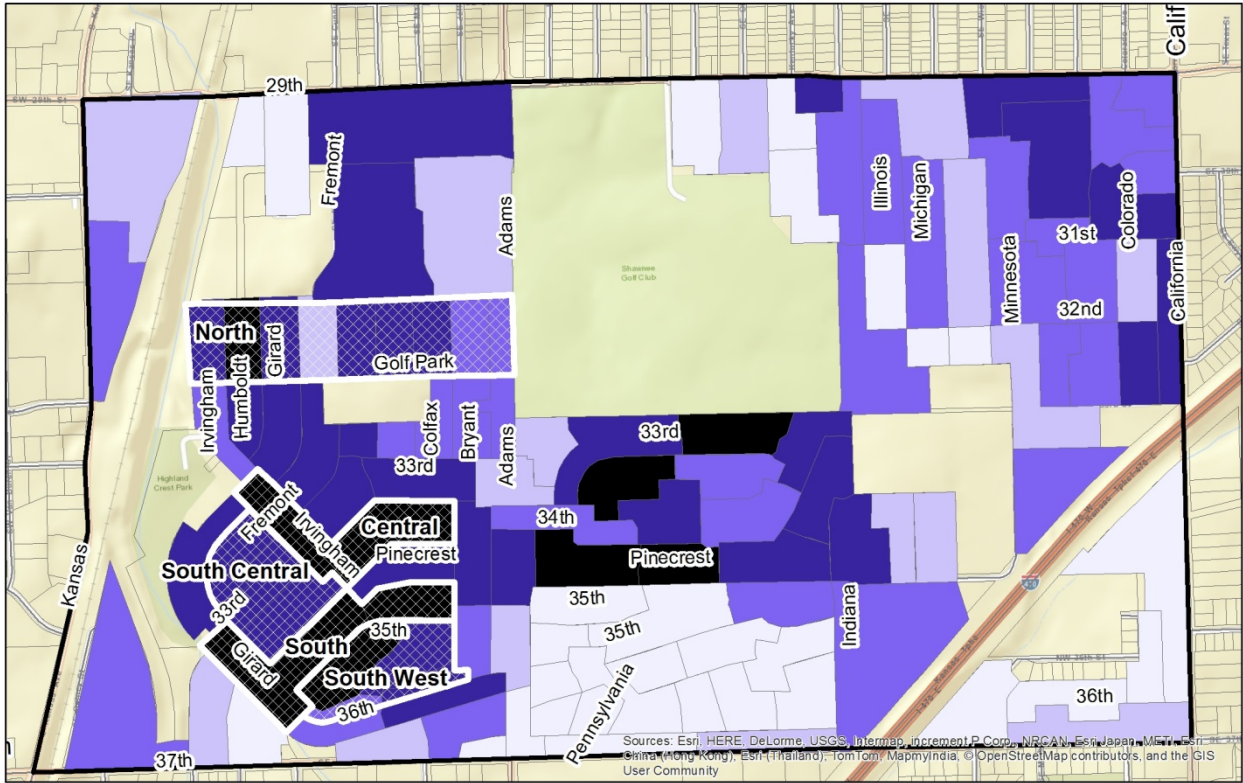 Calif
SW 29th St
29th
Fremont
Adams
Shawnee
Golf Club
Illinois
Michigan
Minnesota
31st
Colorado
32nd
California
North
Humboldt
Girard
Golf Park
Irvingham
Colfax
Bryant
33rd
Adams
33rd
Highland
Crest Park
Fremont
Irvingham
Central
Pinecrest
34th
Pinecrest
Kansas
South Central
33rd
Girard
South
35th
South West
36th
35th
35th
Indiana
Pennsylvania
36th
37th
Sources: Esri, HERE, DeLorme, USGS, Intermap, increment P Corp., NRCAN, Esri Japan, METI, Esri
China (Hong Kong), Esri (Thailand), TomTom, MapmyIndia, © OpenStreetMap contributors, and the GIS
User Community